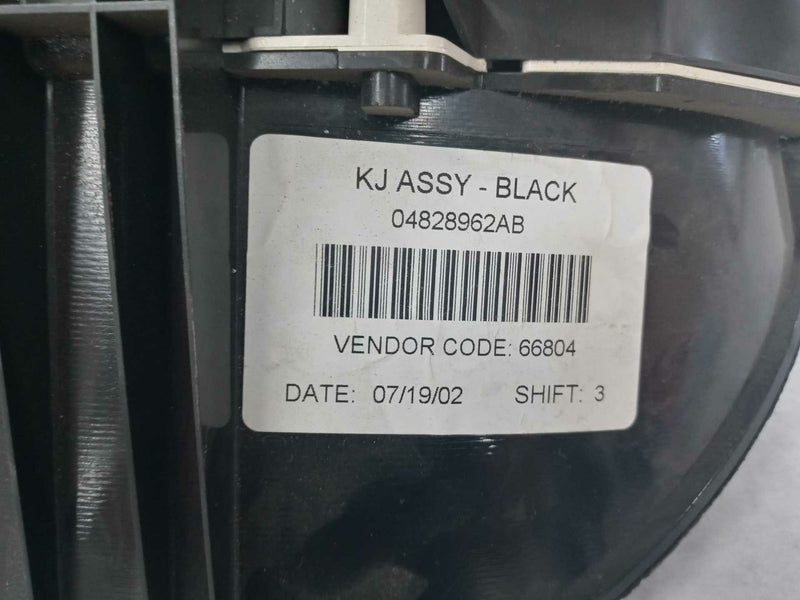 KJ ASSY - BLACK
04828962AB
VENDOR CODE: 66804
DATE: 07/19/02 SHIFT: 3